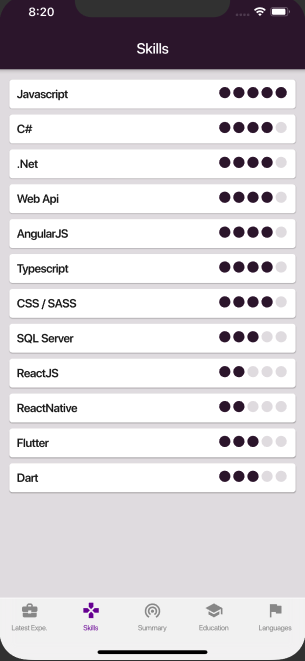 8:20
Skills
Javascript
C#
.Net
Web Api
AngularJS
Typescript
CSS / SASS
SQL Server
ReactJS
ReactNative
Flutter
Dart
Latest Expe. Skills Summary Education Languages